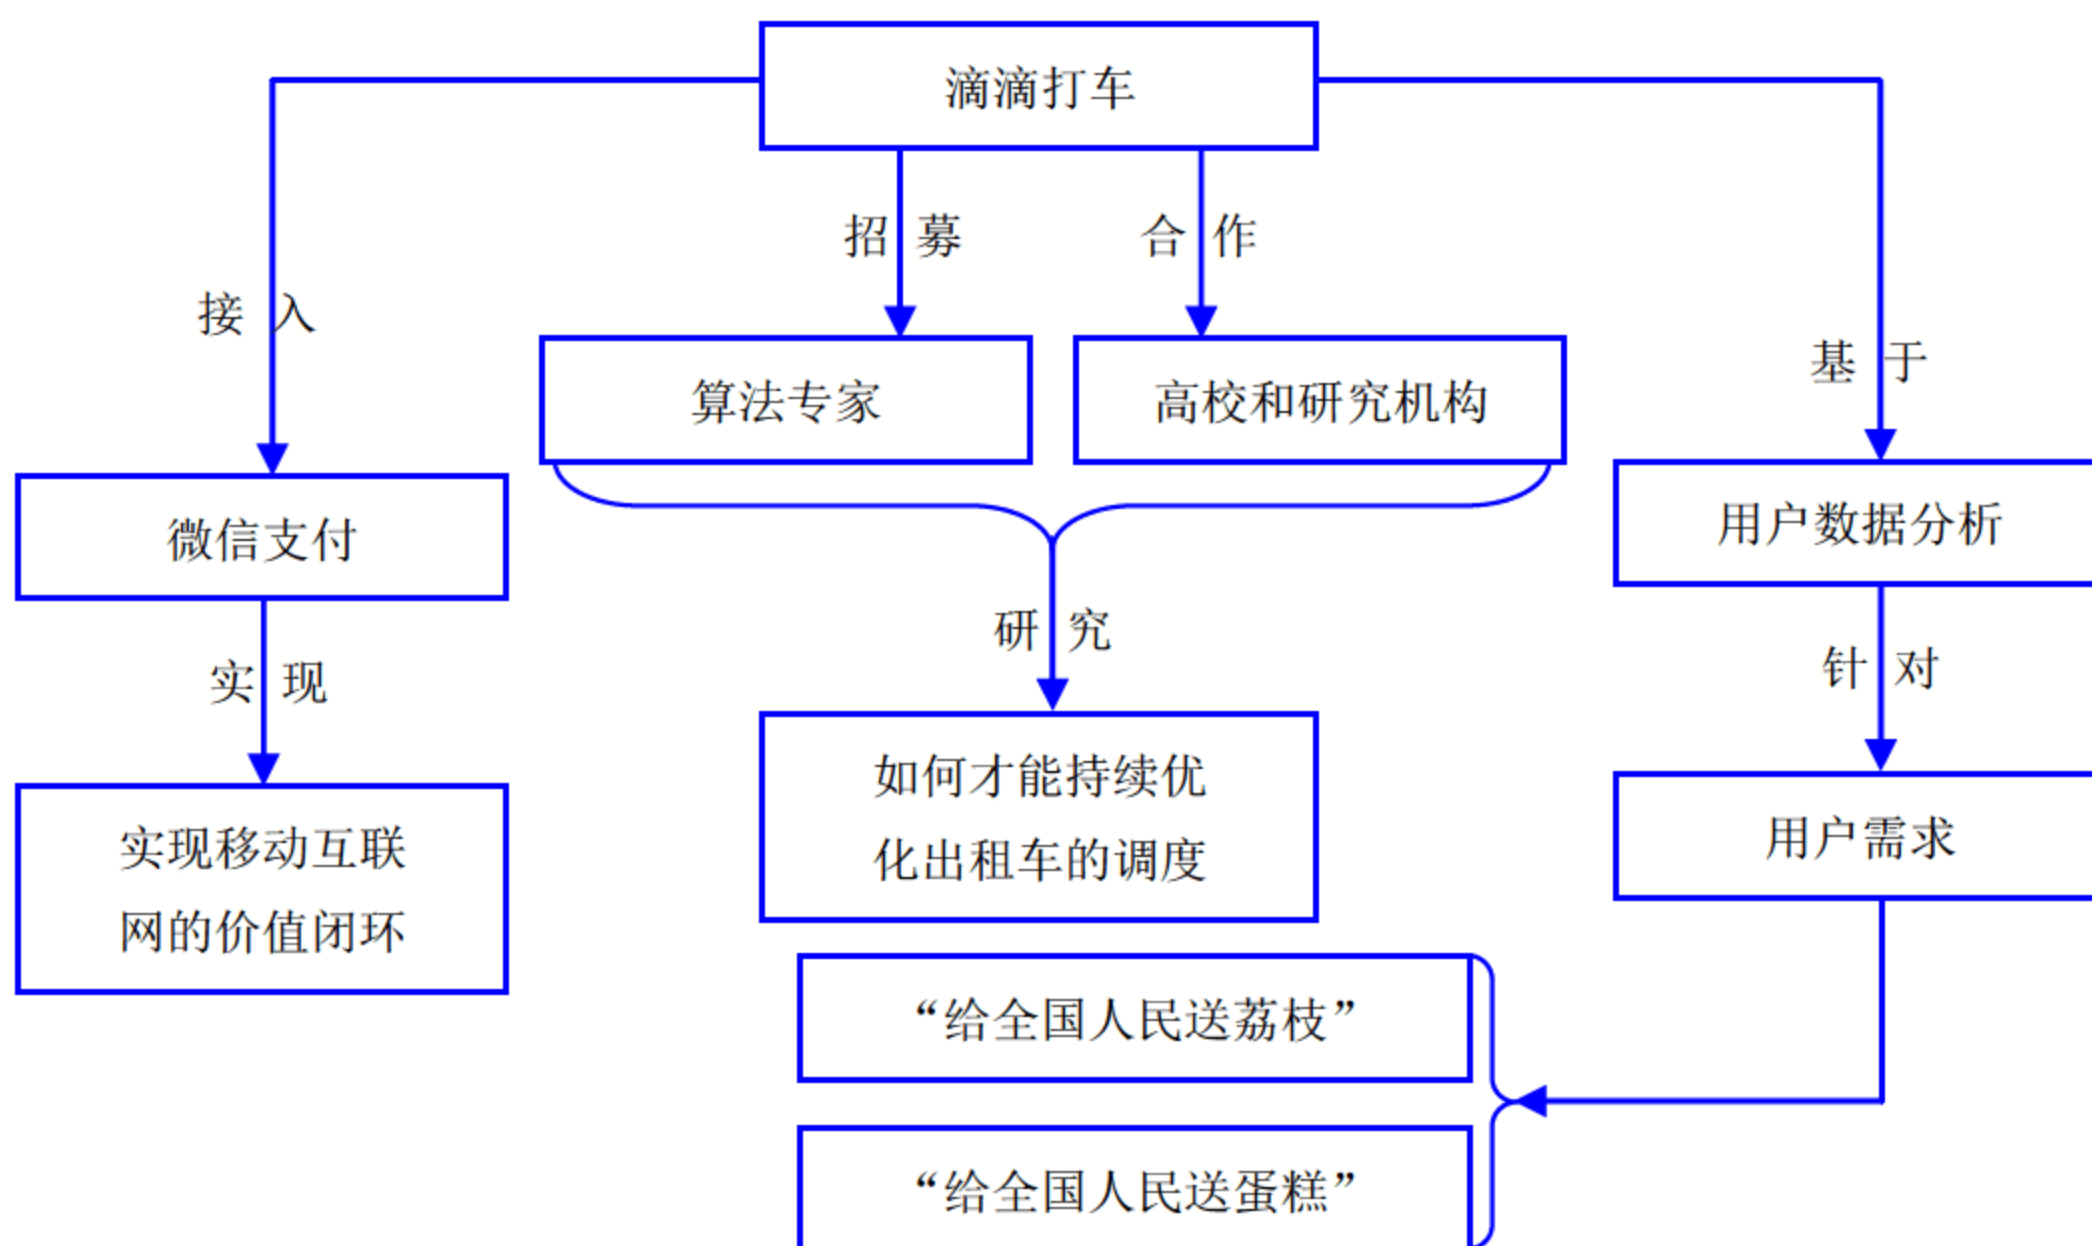 滴滴打车
招募
合作
接入
基于
算法专家
高校和研究机构
微信支付
用户数据分析
研究
实现
针对
如何才能持续优
化出租车的调度
实现移动互联
网的价值闭环
用户需求
“给全国人民送荔枝”
“给全国人民送蛋糕”